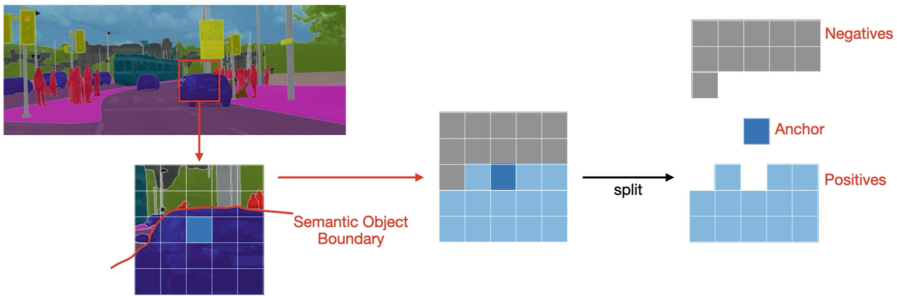 Negatives
Anchor
split
Positives
Semantic Object
Boundary